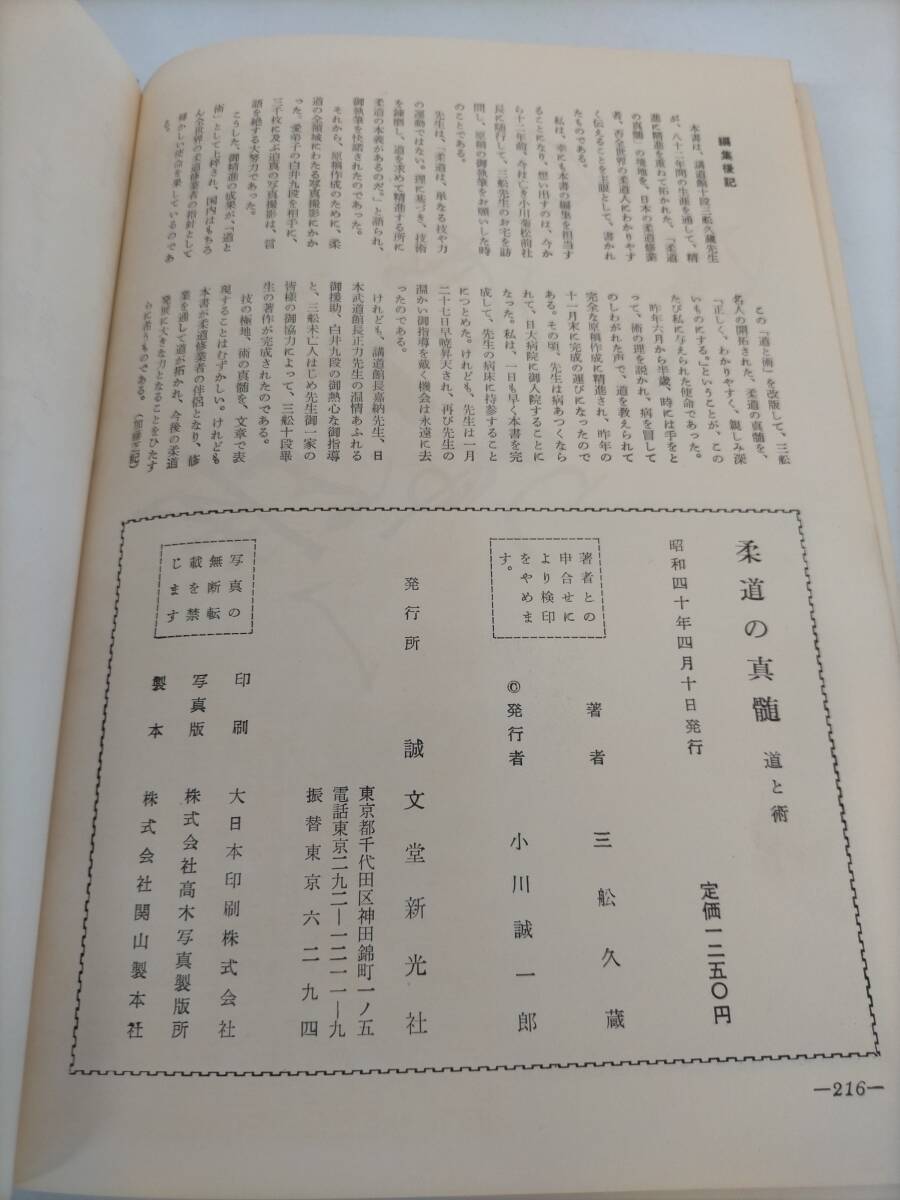 編集後記
本書は、講道館十段三船久蔵先生
が、八十二年間の生涯を通して、精
進に精進を重ねて拓かれた、「柔道
の真髄」の境地を、日本の柔道修業
者、否全世界の柔道人にわかりやす
く伝えることを主眼として、書かれ
たものである。
私は、幸にも本書の編集を担当す
ることになり、想い出すのは、今か
ら十二年前、今は亡き小川菊松前社
長に随行して、三船先生のお宅を訪
問し、原稿の御執筆をお願いした時
のことである。
先生は、「柔道は、単なる技や力
の運動ではない。理に基づき、技術
を錬磨し、道を求めて精進する所に
柔道の本義があるのだ。」と語られ、
御執筆を快諾されたのであった。
それから、原稿作成のために、柔
道の全領域にわたる写真撮影にかか
った。愛弟子の白井九段を相手に、
三千枚に及ぶ迫真の写真撮影は、言
語を絶する大努力であった。
こうした、御精進の成果が、「道と
術」として上梓され、国内はもちろ
ん全世界の柔道修業者の指針として
輝かしい使命を果しているのであ
る。
この「道と術」を改版して、三船
名人の開拓された、柔道の真髄を、
「正しく、わかりやすく、親しみ深
いものにする。」ということが、この
たび私に与えられた使命であった。
昨年六月から半歳、時には手をと
って、術の理を説かれ、病を冒して
のしわがれた声で、道を教えられて
完全な原稿作成に精進され、昨年の
十一月末に完成の運びになったので
ある。その頃、先生は病あつくなら
れて、日大病院に御入院することに
なった。私は、一日も早く本書を完
成して、先生の病床に持参すること
につとめた。けれども、先生は一月
二十七日早暁昇天され、再び先生の
温かい御指導を戴く機会は永遠に去
ったのである。
けれども、講道館長嘉納先生、日
本武道館長正力先生の温情あふれる
御援助、白井九段の御熱心な御指導
と、三船未亡人はじめ先生御一家の
皆様の御協力によって、三船十段畢
生の著作が完成されたのである。
技の極地、術の真髄を、文章で表
現することはむずかしい。けれども
本書が柔道修業者の伴侶となり、修
業を通して道が拓かれ、今後の柔道
発展に大きな力となることをひたす
らに希うものである。
柔道の真髄 道と術
昭和四十年四月十日発行
定価一二五〇円
著者との
申合せに
より検印
をやめま
す。
著者 三船久蔵
©発行者 小川誠一郎
発行所 誠文堂新光社
東京都千代田区神田錦町一ノ五
電話東京二九二―一二一一―九
振替東京六二九四
写真の
無断転
載を禁
じます
印刷 大日本印刷株式会社
写真版 株式会社高木写真製版所
製本 株式会社関山製本社
—216—